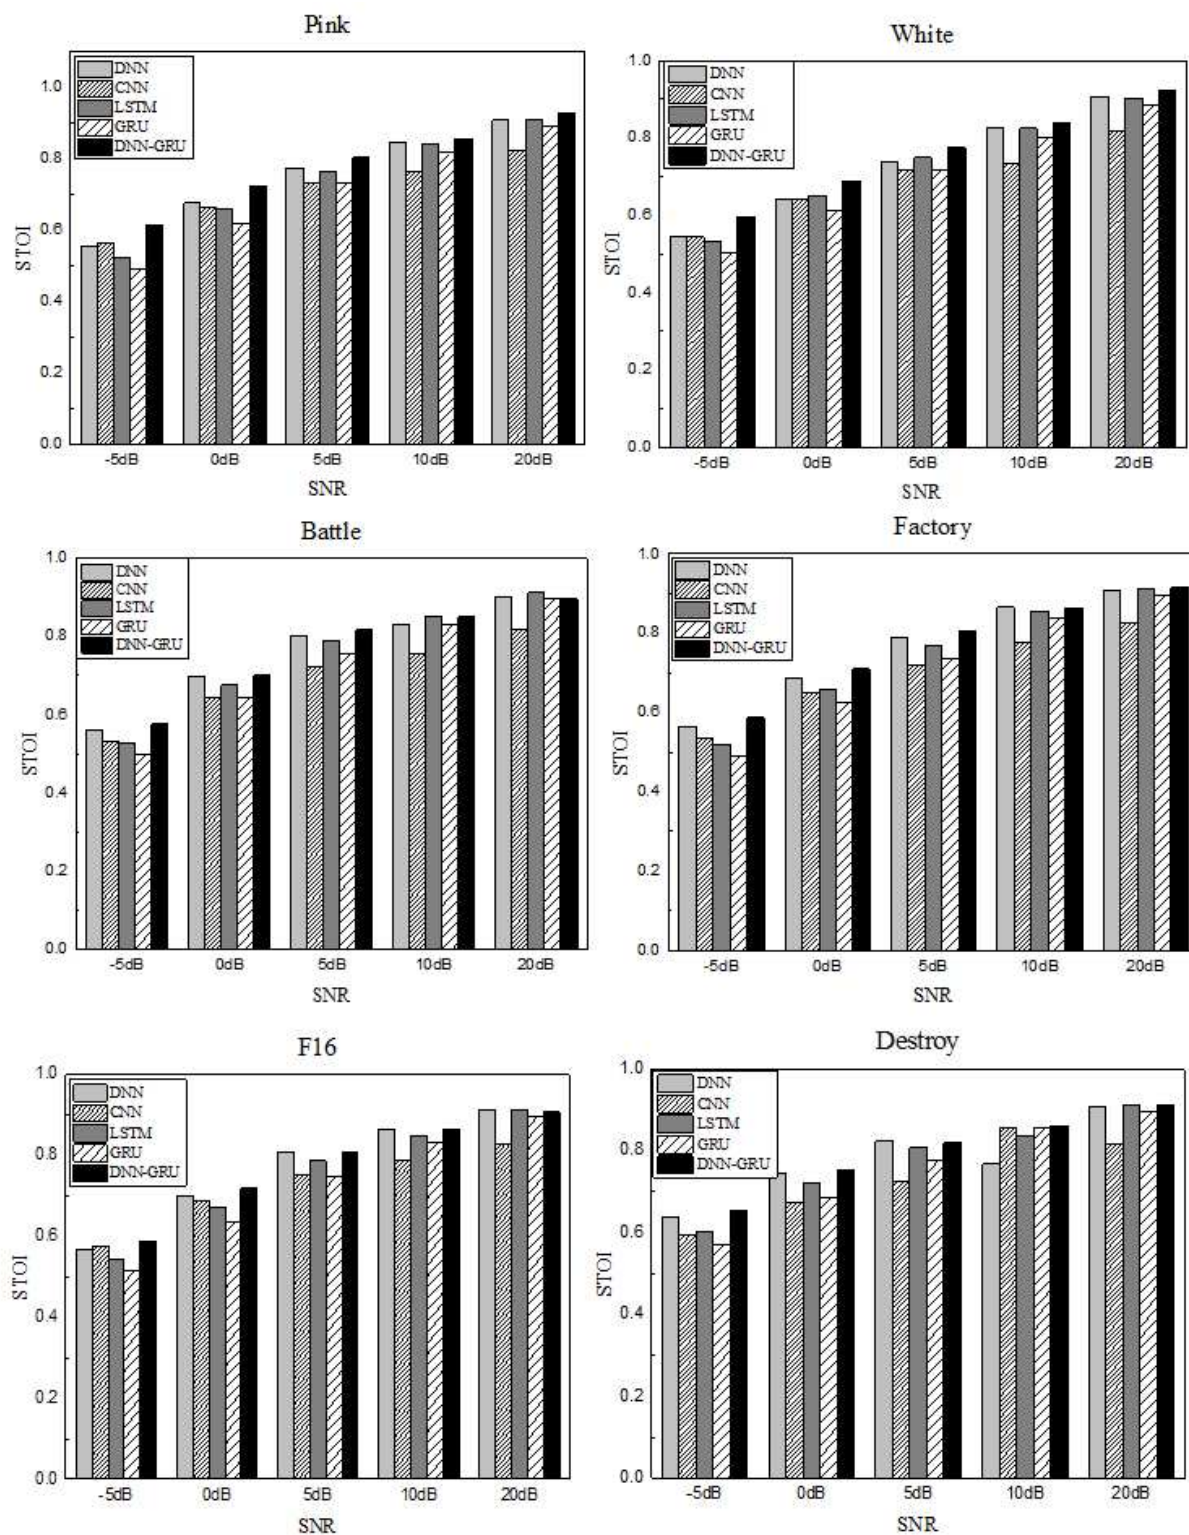 Pink
DNN
CNN
LSTM
GRU
DNN-GRU
1.0
0.8
0.6
0.4
0.2
0.0
STOI
-5dB 0dB 5dB 10dB 20dB
SNR
White
DNN
CNN
LSTM
GRU
DNN-GRU
1.0
0.8
0.6
0.4
0.2
0.0
STOI
-5dB 0dB 5dB 10dB 20dB
SNR
Battle
DNN
CNN
LSTM
GRU
DNN-GRU
1.0
0.8
0.6
0.4
0.2
0.0
STOI
-5dB 0dB 5dB 10dB 20dB
SNR
Factory
DNN
CNN
LSTM
GRU
DNN-GRU
1.0
0.8
0.6
0.4
0.2
0.0
STOI
-5dB 0dB 5dB 10dB 20dB
SNR
F16
DNN
CNN
LSTM
GRU
DNN-GRU
1.0
0.8
0.6
0.4
0.2
0.0
STOI
-5dB 0dB 5dB 10dB 20dB
SNR
Destroy
DNN
CNN
LSTM
GRU
DNN-GRU
1.0
0.8
0.6
0.4
0.2
0.0
STOI
-5dB 0dB 5dB 10dB 20dB
SNR